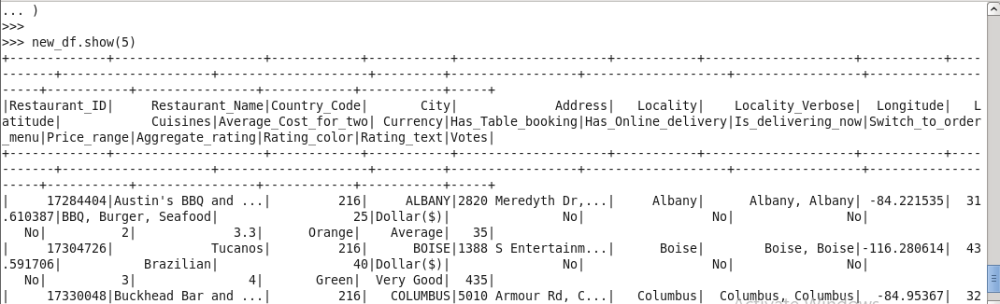 ... )
>>>
>>> new_df.show(5)
+------------+--------------------+------------+----------+--------------------+----------+--------------------+-----------+----
------+--------------------+--------------------+----------+-----------------+-------------------+-----------------+---------------
-----+-----------+----------------+------------+-----------+-----+
|Restaurant_ID|     Restaurant_Name|Country_Code|      City|             Address|   Locality|    Locality_Verbose|  Longitude|   L
atitude|            Cuisines|Average_Cost_for_two| Currency|Has_Table_booking|Has_Online_delivery|Is_delivering_now|Switch_to_order
_menu|Price_range|Aggregate_rating|Rating_color|Rating_text|Votes|
+------------+--------------------+------------+----------+--------------------+----------+--------------------+-----------+----
------+--------------------+--------------------+----------+-----------------+-------------------+-----------------+---------------
-----+-----------+----------------+------------+-----------+-----+
|     17284404|Austin's BBQ and ...|         216|    ALBANY|2820 Meredyth Dr,...|     Albany|      Albany, Albany| -84.221535|  31
.610387|BBQ, Burger, Seafood|                  25|Dollar($)|               No|                 No|               No|
   No|          2|             3.3|      Orange|    Average|   35|
|     17304726|             Tucanos|         216|     BOISE|1388 S Entertainm...|      Boise|        Boise, Boise|-116.280614|  43
.591706|           Brazilian|                  40|Dollar($)|               No|                 No|               No|
   No|          3|               4|       Green|  Very Good|  435|
|     17330048|Buckhead Bar and ...|         216|  COLUMBUS|5010 Armour Rd, C...|   Columbus|  Columbus, Columbus|  -84.95367|  32
Activate Windows